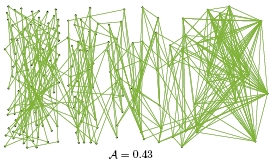 𝒜 = 0.43